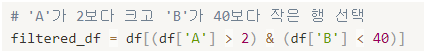 # 'A'가 2보다 크고 'B'가 40보다 작은 행 선택
filtered_df = df[(df['A'] > 2) & (df['B'] < 40)]